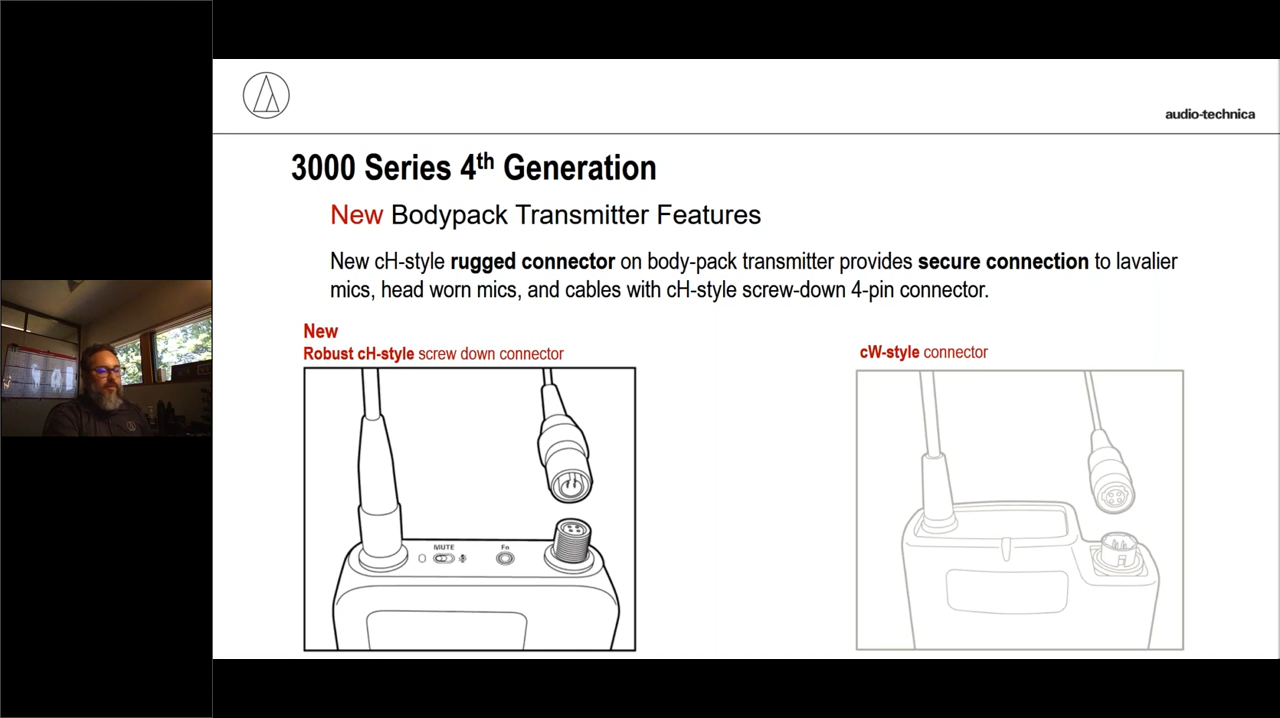 audio-technica
3000 Series 4th Generation
New Bodypack Transmitter Features
New cH-style rugged connector on body-pack transmitter provides secure connection to lavalier
mics, head worn mics, and cables with cH-style screw-down 4-pin connector.
New
Robust cH-style screw down connector
cW-style connector
MUTE
Fn